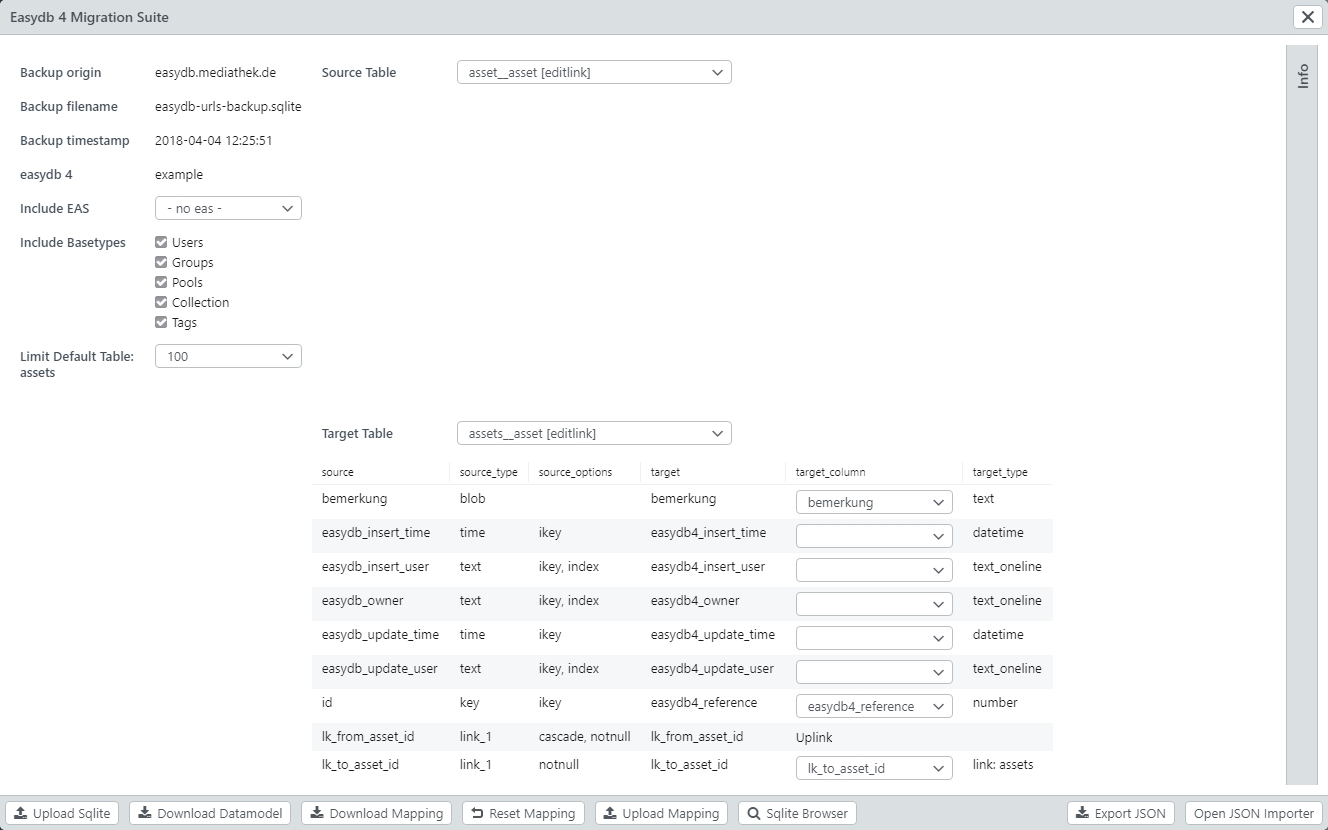 Easydb 4 Migration Suite
Info
Backup origin easydb.mediathek.de
Backup filename easydb-urls-backup.sqlite
Backup timestamp 2018-04-04 12:25:51
easydb 4 example
Include EAS - no eas -
Include Basetypes Users
Groups
Pools
Collection
Tags
Limit Default Table: 100
assets
Source Table asset__asset [editlink]
Target Table assets__asset [editlink]
source source_type source_options target target_column target_type
bemerkung blob bemerkung bemerkung text
easydb_insert_time time ikey easydb4_insert_time datetime
easydb_insert_user text ikey, index easydb4_insert_user text_oneline
easydb_owner text ikey, index easydb4_owner text_oneline
easydb_update_time time ikey easydb4_update_time datetime
easydb_update_user text ikey, index easydb4_update_user text_oneline
id key ikey easydb4_reference easydb4_reference number
lk_from_asset_id link_1 cascade, notnull lk_from_asset_id Uplink
lk_to_asset_id link_1 notnull lk_to_asset_id lk_to_asset_id link: assets
Upload Sqlite Download Datamodel Download Mapping Reset Mapping Upload Mapping Sqlite Browser Export JSON Open JSON Importer